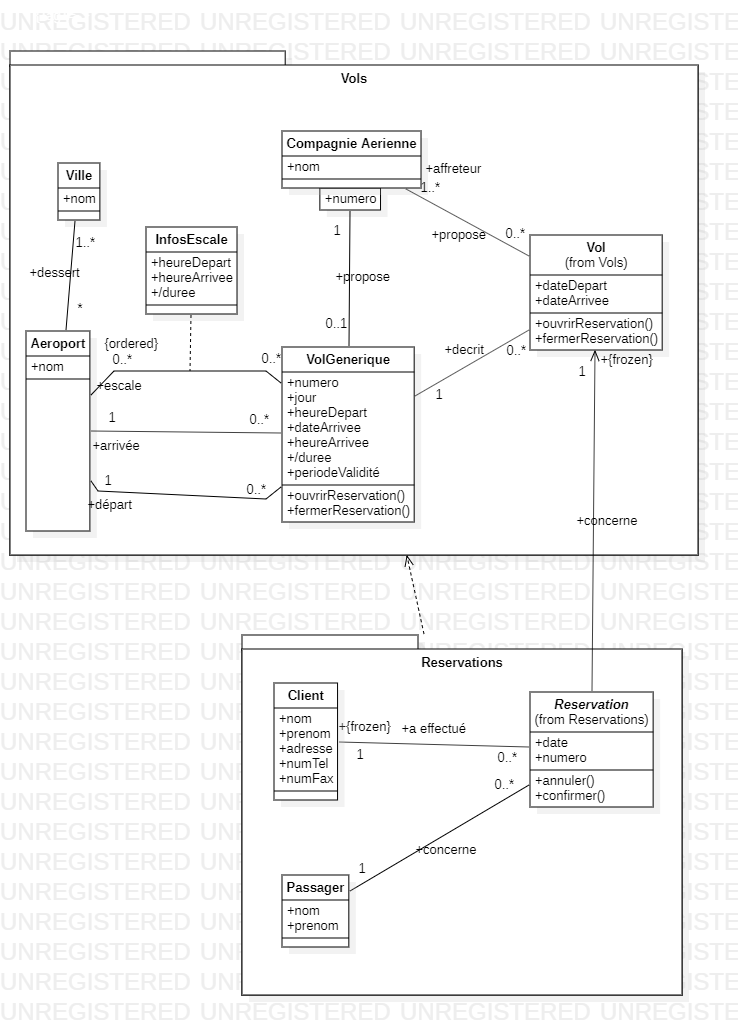 UNREGISTERED UNREGISTERED UNREGISTERED UNREGISTERED
Vols
Compagnie Aerienne
+nom
+numero
+affreteur
1..*
+propose
0..*
Ville
+nom
1..*
+dessert
*
InfosEscale
+heureDepart
+heureArrivee
+/duree
1
+propose
0..1
Vol
(from Vols)
+dateDepart
+dateArrivee
+ouvrirReservation()
+fermerReservation()
Aeroport
+nom
{ordered}
0..*
+escale
0..*
1
+arrivée
0..*
1
+départ
0..*
VolGenerique
+numero
+jour
+heureDepart
+dateArrivee
+heureArrivee
+/duree
+periodeValidité
+ouvrirReservation()
+fermerReservation()
+decrit
0..*
1
+{frozen}
1
+concerne
Reservations
Client
+nom
+prenom
+adresse
+numTel
+numFax
+{frozen}
+a effectué
1
0..*
Reservation
(from Reservations)
+date
+numero
+annuler()
+confirmer()
0..*
+concerne
1
Passager
+nom
+prenom